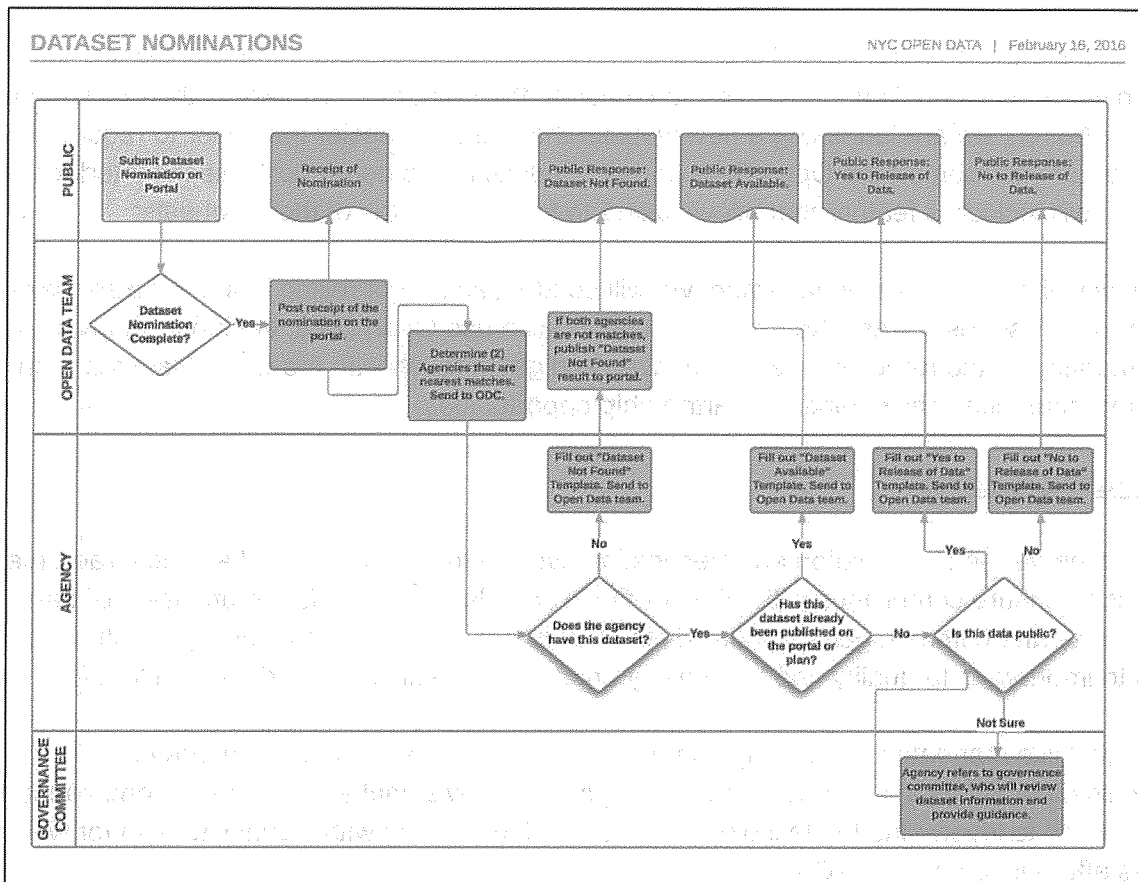 DATASET NOMINATIONS
NYC OPEN DATA | February 16, 2016
PUBLIC
Submit Dataset
Nomination on
Portal
Receipt of
Nomination
Public Response:
Dataset Not Found.
Public Response:
Dataset Available.
Public Response:
Yes to Release of
Data.
Public Response:
No to Release of
Data.
OPEN DATA TEAM
Dataset
Nomination
Complete?
Yes
Post receipt of the
nomination on the
portal.
Determine (2)
Agencies that are
nearest matches.
Send to ODC.
If both agencies
are not matches,
publish "Dataset
Not Found"
result to portal.
AGENCY
Fill out "Dataset
Not Found"
Template. Send to
Open Data team.
Fill out "Dataset
Available"
Template. Send to
Open Data team.
Fill out "Yes to
Release of Data"
Template. Send to
Open Data team.
Fill out "No to
Release of Data"
Template. Send to
Open Data team.
No
Yes
Yes
No
Does the agency
have this dataset?
Yes
Has this
dataset already
been published on
the portal or
plan?
No
Is this data public?
Not Sure
GOVERNANCE
COMMITTEE
Agency refers to governance
committee, who will review
dataset information and
provide guidance.